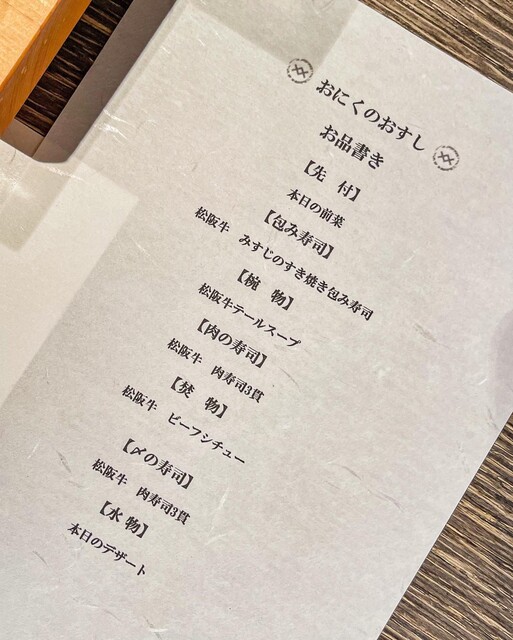 おにくのおすし
お品書き
【先　付】
本日の前菜
【包み寿司】
松阪牛　みすじのすき焼き包み寿司
【椀　物】
松阪牛テールスープ
【肉の寿司】
松阪牛　肉寿司3貫
【焚　物】
松阪牛　ビーフシチュー
【〆の寿司】
松阪牛　肉寿司3貫
【水 物】
本日のデザート